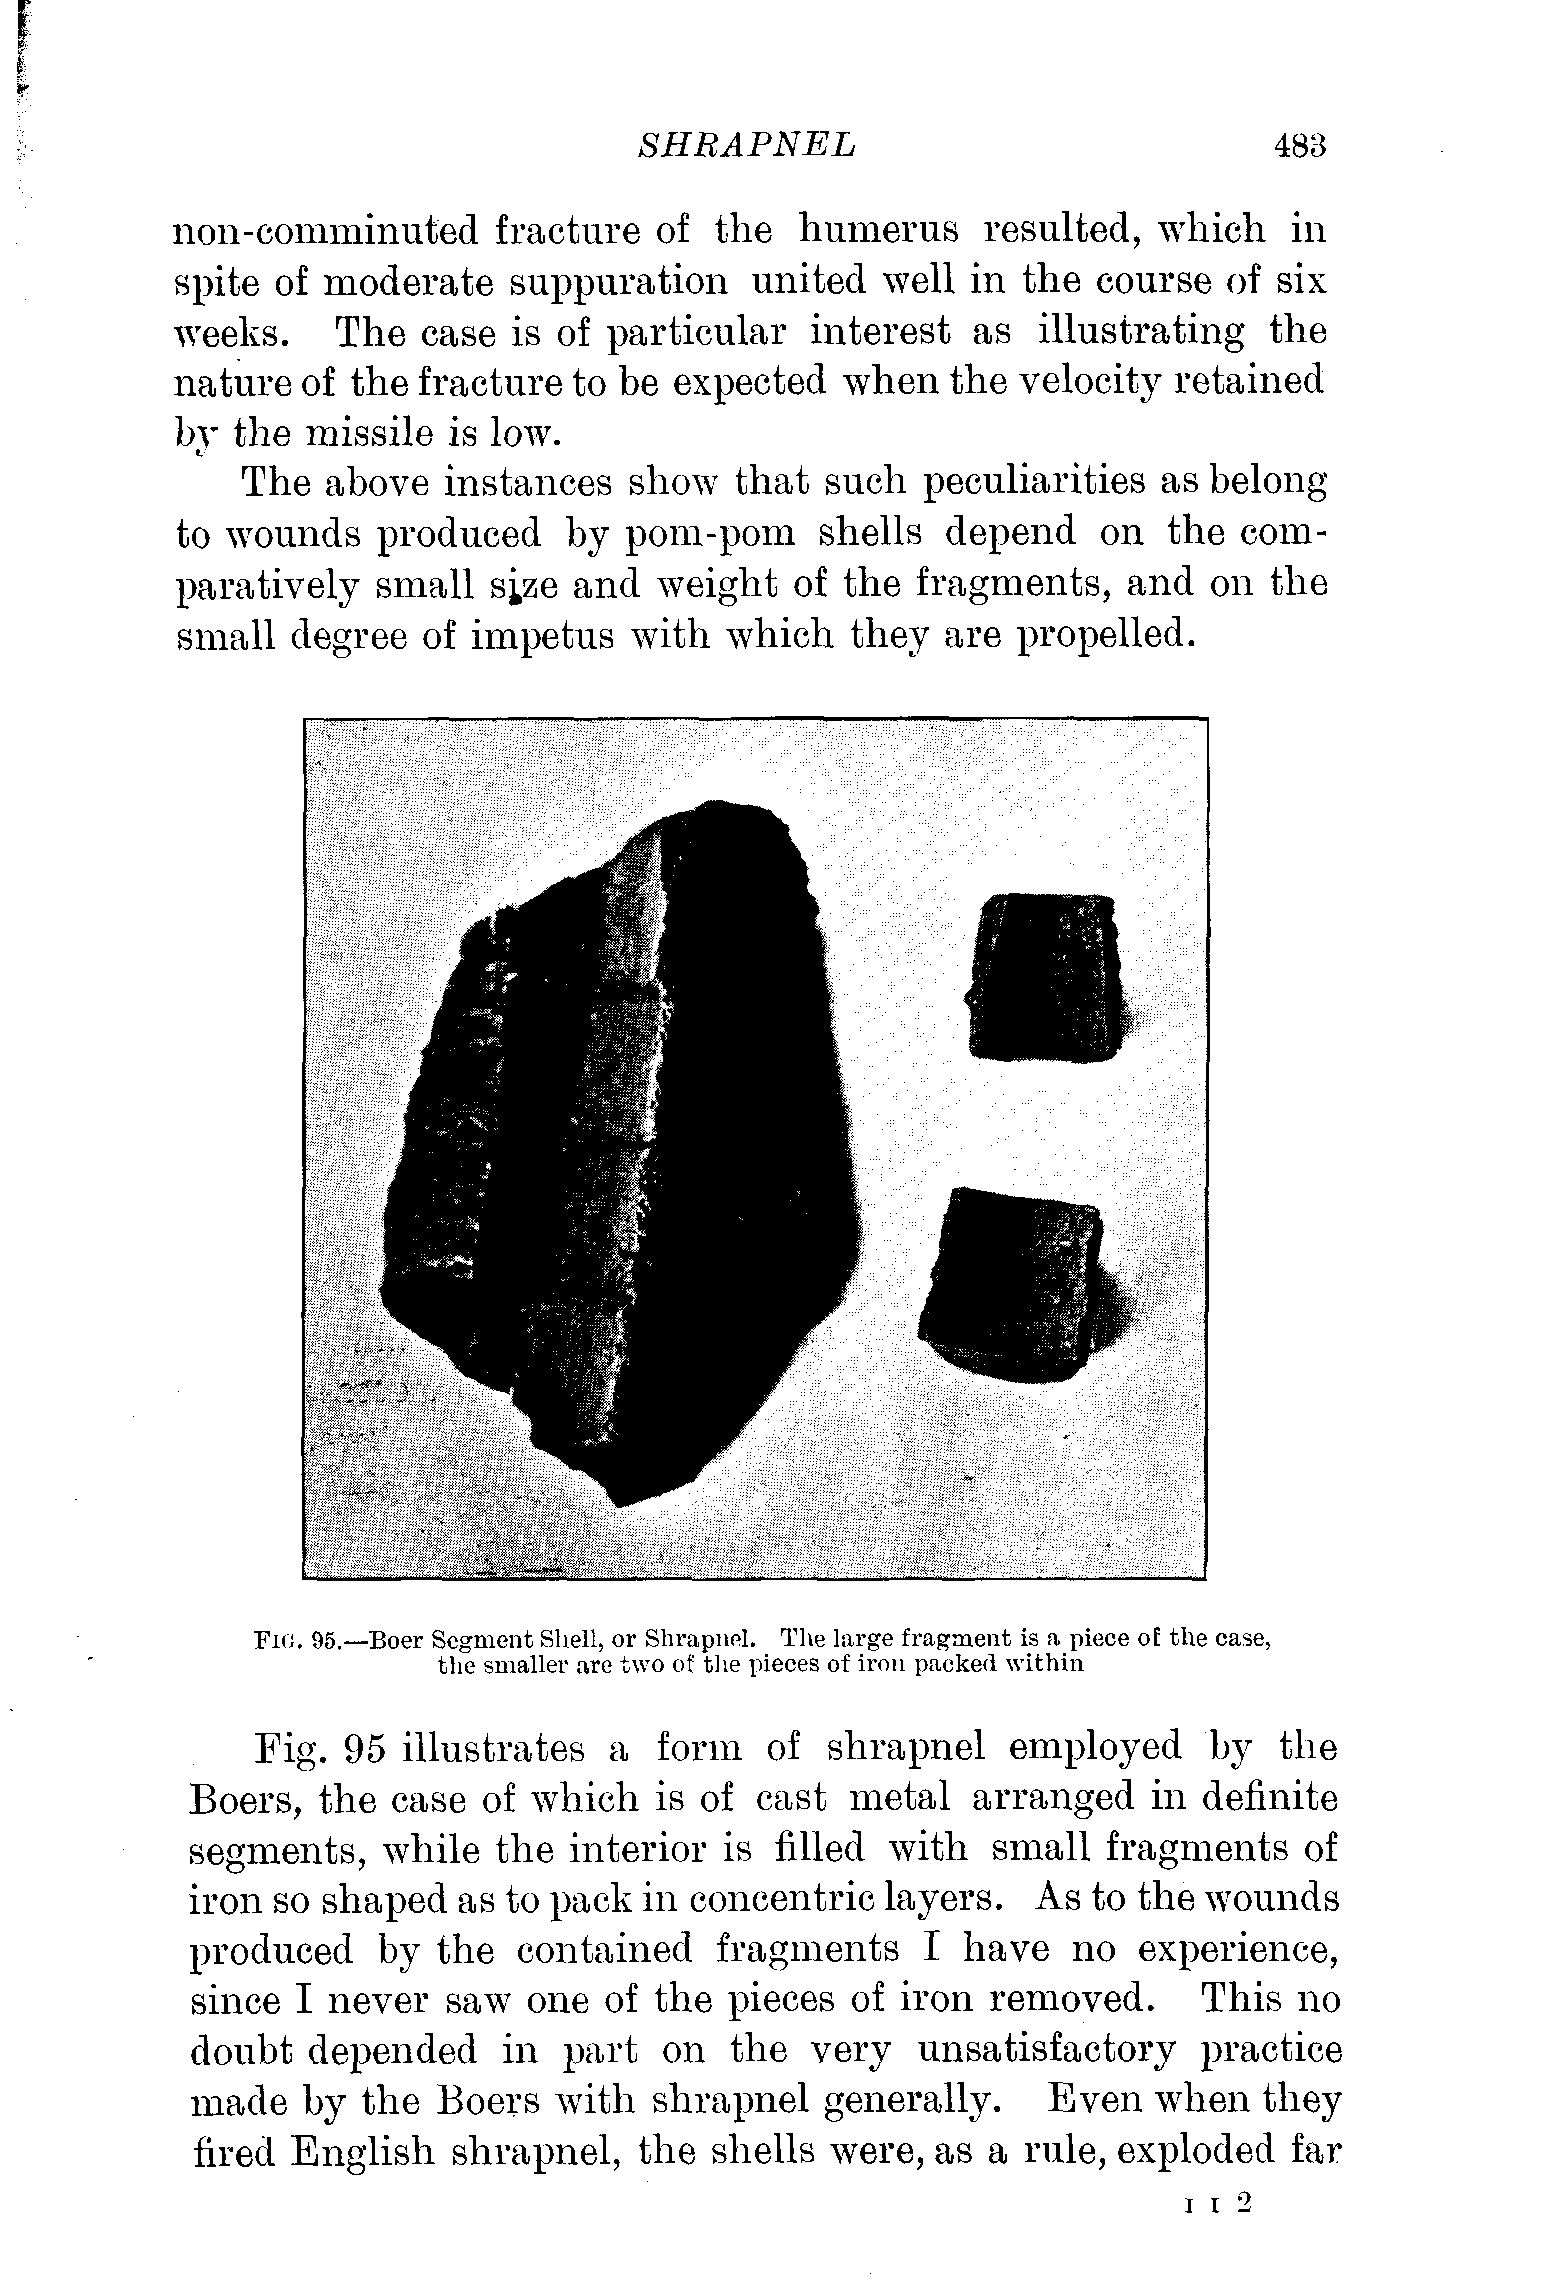 SHRAPNEL 483
non-comminuted fracture of the humerus resulted, which in
spite of moderate suppuration united well in the course of six
weeks. The case is of particular interest as illustrating the
nature of the fracture to be expected when the velocity retained
by the missile is low.
The above instances show that such peculiarities as belong
to wounds produced by pom-pom shells depend on the com-
paratively small size and weight of the fragments, and on the
small degree of impetus with which they are propelled.
FIG. 95.—Boer Segment Shell, or Shrapnel. The large fragment is a piece of the case,
the smaller are two of the pieces of iron packed within
Fig. 95 illustrates a form of shrapnel employed by the
Boers, the case of which is of cast metal arranged in definite
segments, while the interior is filled with small fragments of
iron so shaped as to pack in concentric layers. As to the wounds
produced by the contained fragments I have no experience,
since I never saw one of the pieces of iron removed. This no
doubt depended in part on the very unsatisfactory practice
made by the Boers with shrapnel generally. Even when they
fired English shrapnel, the shells were, as a rule, exploded far
I I 2